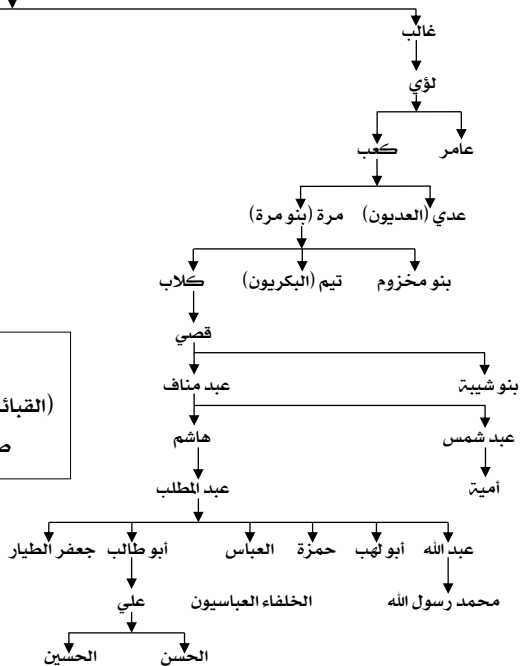 غالب
لؤي
عامر
كعب
عدي (العديون)
مرة (بنو مرة)
بنو مخزوم
تيم (البكريون)
كلاب
قصي
بنو شيبة
عبد مناف
عبد شمس
هاشم
أمية
عبد المطلب
عبد الله
أبو لهب
حمزة
العباس
أبو طالب
جعفر الطيار
محمد رسول الله
الخلفاء العباسيون
علي
الحسن
الحسين